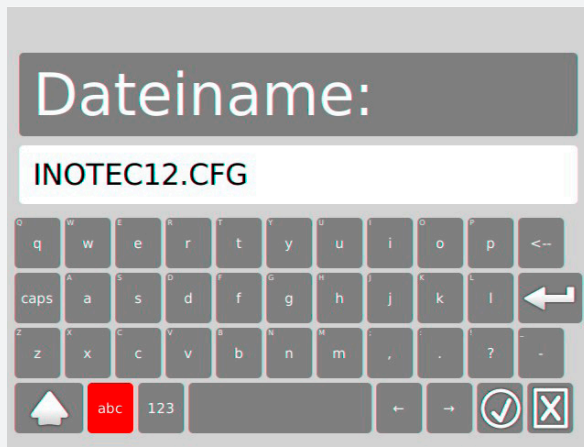 Dateiname:
INOTEC12.CFG
Q q W w E e R r T t Y y U u I i O o P p <--
caps A a S s D d F f G g H h J j K k L l
Z z X x C c V v B b N n M m ; , : . ! ? _ -
abc 123 ← →